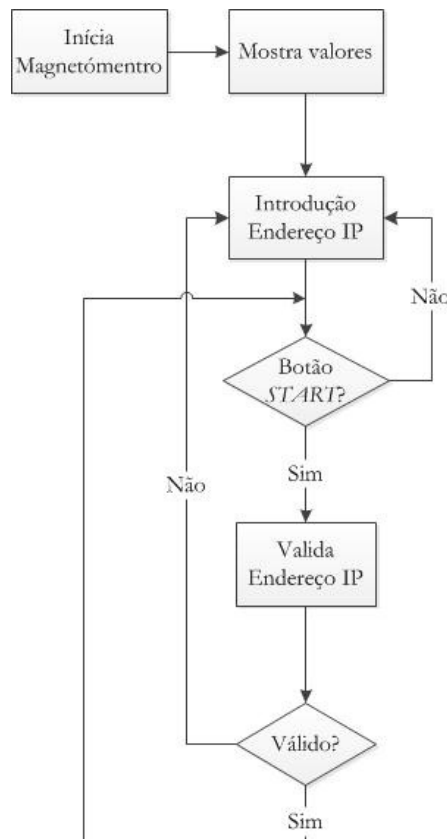 Inícia
Magnetómentro
Mostra valores
Introdução
Endereço IP
Não
Botão
START?
Sim
Não
Valida
Endereço IP
Válido?
Sim